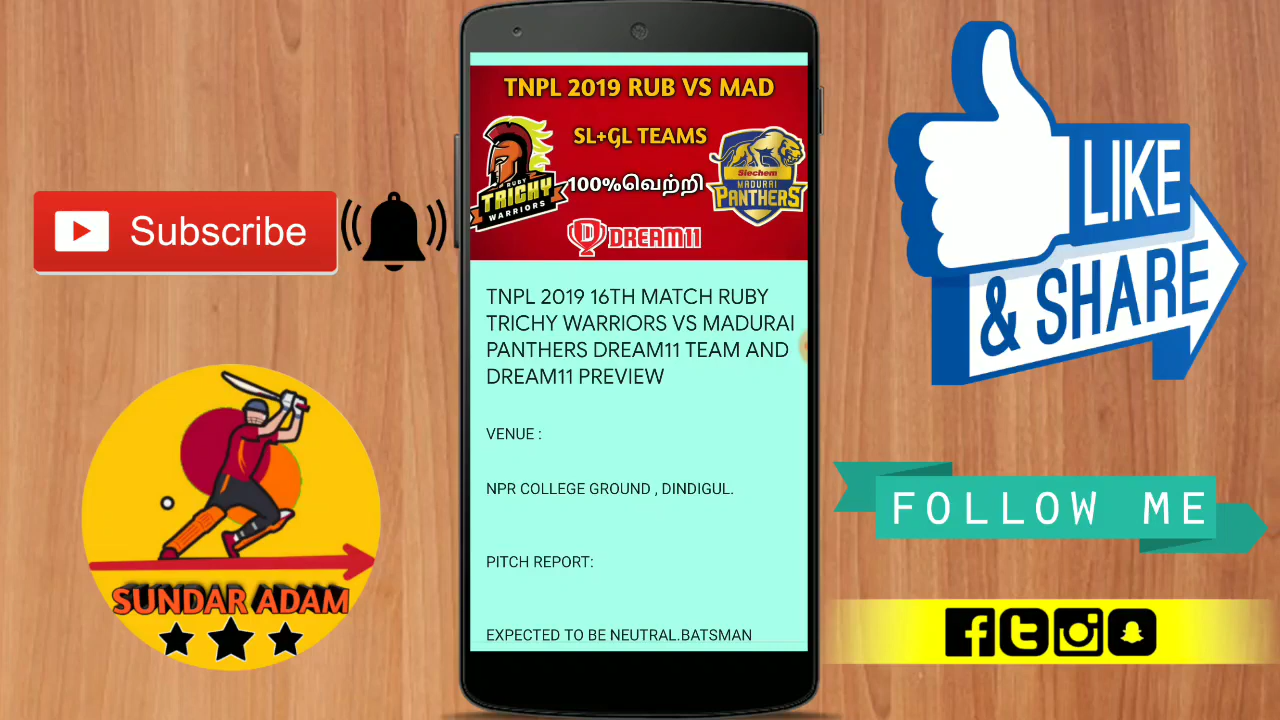 Subscribe
SUNDAR ADAM
TNPL 2019 RUB VS MAD
SL+GL TEAMS
100%வெற்றி
RUBY
TRICHY
WARRIORS
Siechem
MADURAI
PANTHERS
DREAM11
TNPL 2019 16TH MATCH RUBY
TRICHY WARRIORS VS MADURAI
PANTHERS DREAM11 TEAM AND
DREAM11 PREVIEW
VENUE :
NPR COLLEGE GROUND , DINDIGUL.
PITCH REPORT:
EXPECTED TO BE NEUTRAL.BATSMAN
LIKE
& SHARE
FOLLOW ME